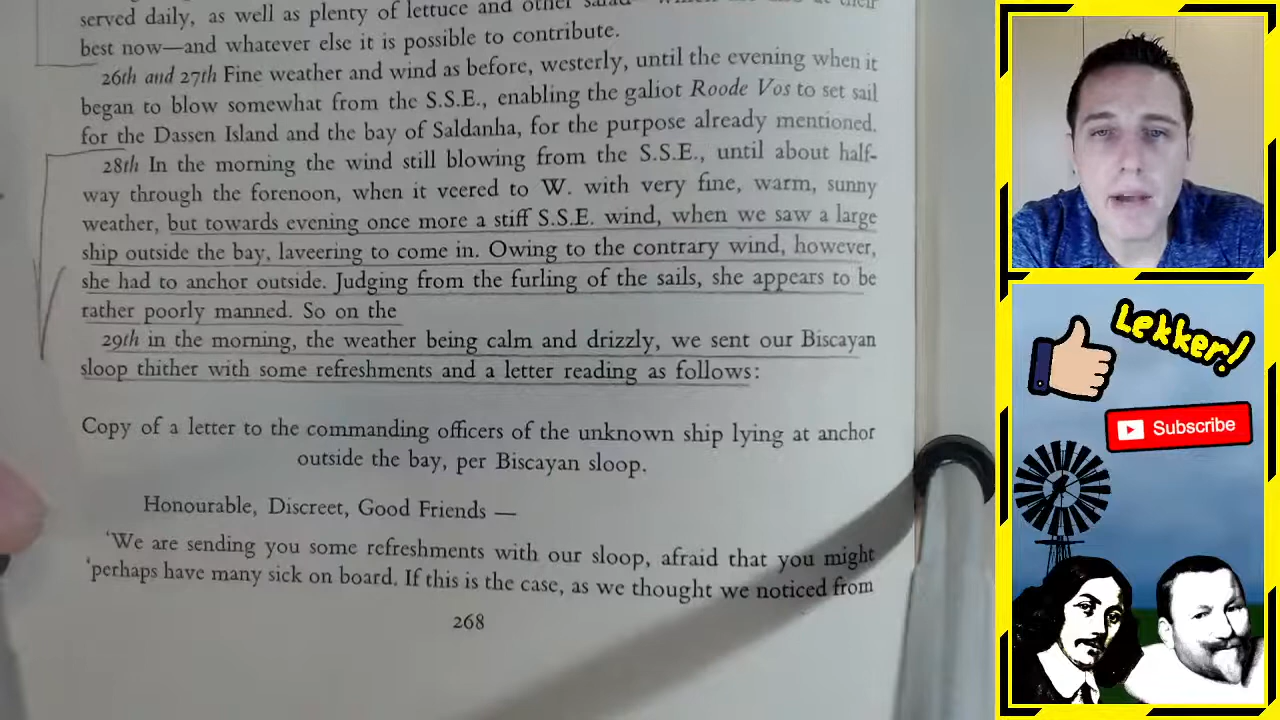 served daily, as well as plenty of lettuce and other
best now—and whatever else it is possible to contribute.
26th and 27th Fine weather and wind as before, westerly, until the evening when it
began to blow somewhat from the S.S.E., enabling the galiot Roode Vos to set sail
for the Dassen Island and the bay of Saldanha, for the purpose already mentioned.
28th In the morning the wind still blowing from the S.S.E., until about half-
way through the forenoon, when it veered to W. with very fine, warm, sunny
weather, but towards evening once more a stiff S.S.E. wind, when we saw a large
ship outside the bay, laveering to come in. Owing to the contrary wind, however,
she had to anchor outside. Judging from the furling of the sails, she appears to be
rather poorly manned. So on the
29th in the morning, the weather being calm and drizzly, we sent our Biscayan
sloop thither with some refreshments and a letter reading as follows:
Copy of a letter to the commanding officers of the unknown ship lying at anchor
outside the bay, per Biscayan sloop.
Honourable, Discreet, Good Friends —
'We are sending you some refreshments with our sloop, afraid that you might
'perhaps have many sick on board. If this is the case, as we thought we noticed from
268
Lekker!
Subscribe